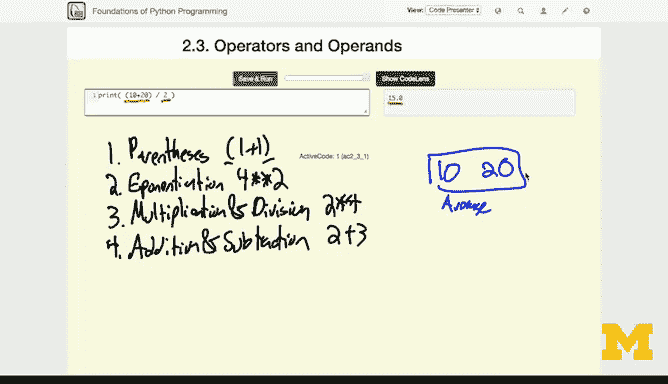 Foundations of Python Programming
View: Code Presenter
2.3. Operators and Operands
Save & Run
Show CodeLens
1 print( (10+20) / 2 )
15.0
1. Parentheses (1+1)
ActiveCode: 1 (ac2_3_1)
2. Eponentiation 4**2
3. Multiplication & Division 2*4
4. Addition & Subtraction 2+3
10 20
Average
M